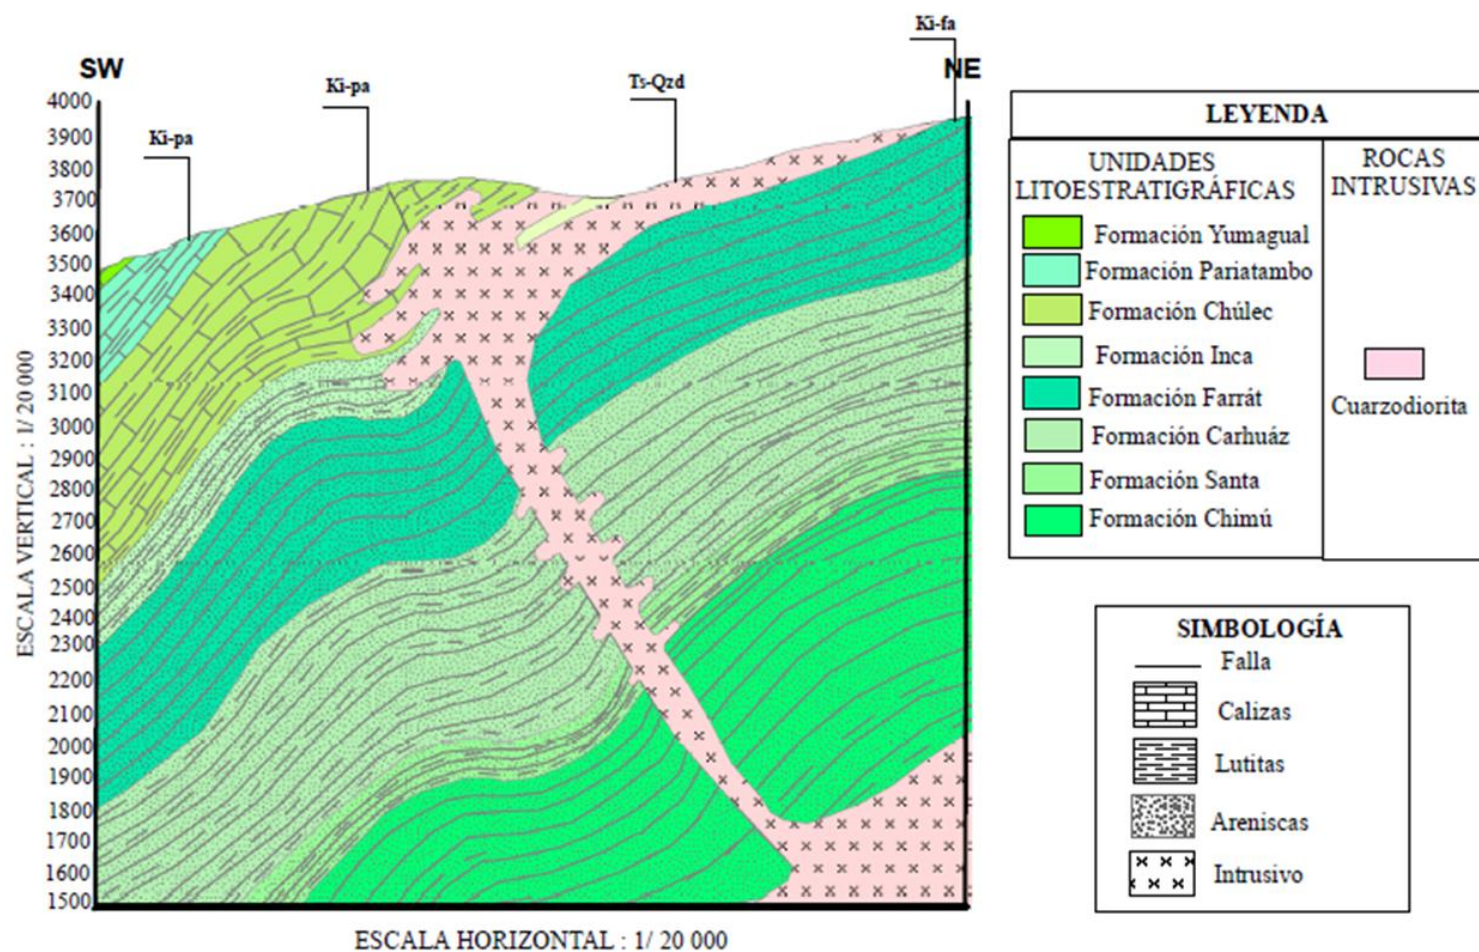 Ki-fa
SW
NE
Ki-pa
Ts-Qzd
Ki-pa
4000
3900
3800
3700
3600
3500
3400
3300
3200
3100
3000
2900
2800
2700
2600
2500
2400
2300
2200
2100
2000
1900
1800
1700
1600
1500
ESCALA VERTICAL : 1/ 20 000
ESCALA HORIZONTAL : 1/ 20 000
LEYENDA
UNIDADES
LITOESTRATIGRÁFICAS
Formación Yumagual
Formación Pariatambo
Formación Chúlec
Formación Inca
Formación Farrát
Formación Carhuáz
Formación Santa
Formación Chimú
ROCAS
INTRUSIVAS
Cuarzodiorita
SIMBOLOGÍA
Falla
Calizas
Lutitas
Areniscas
Intrusivo